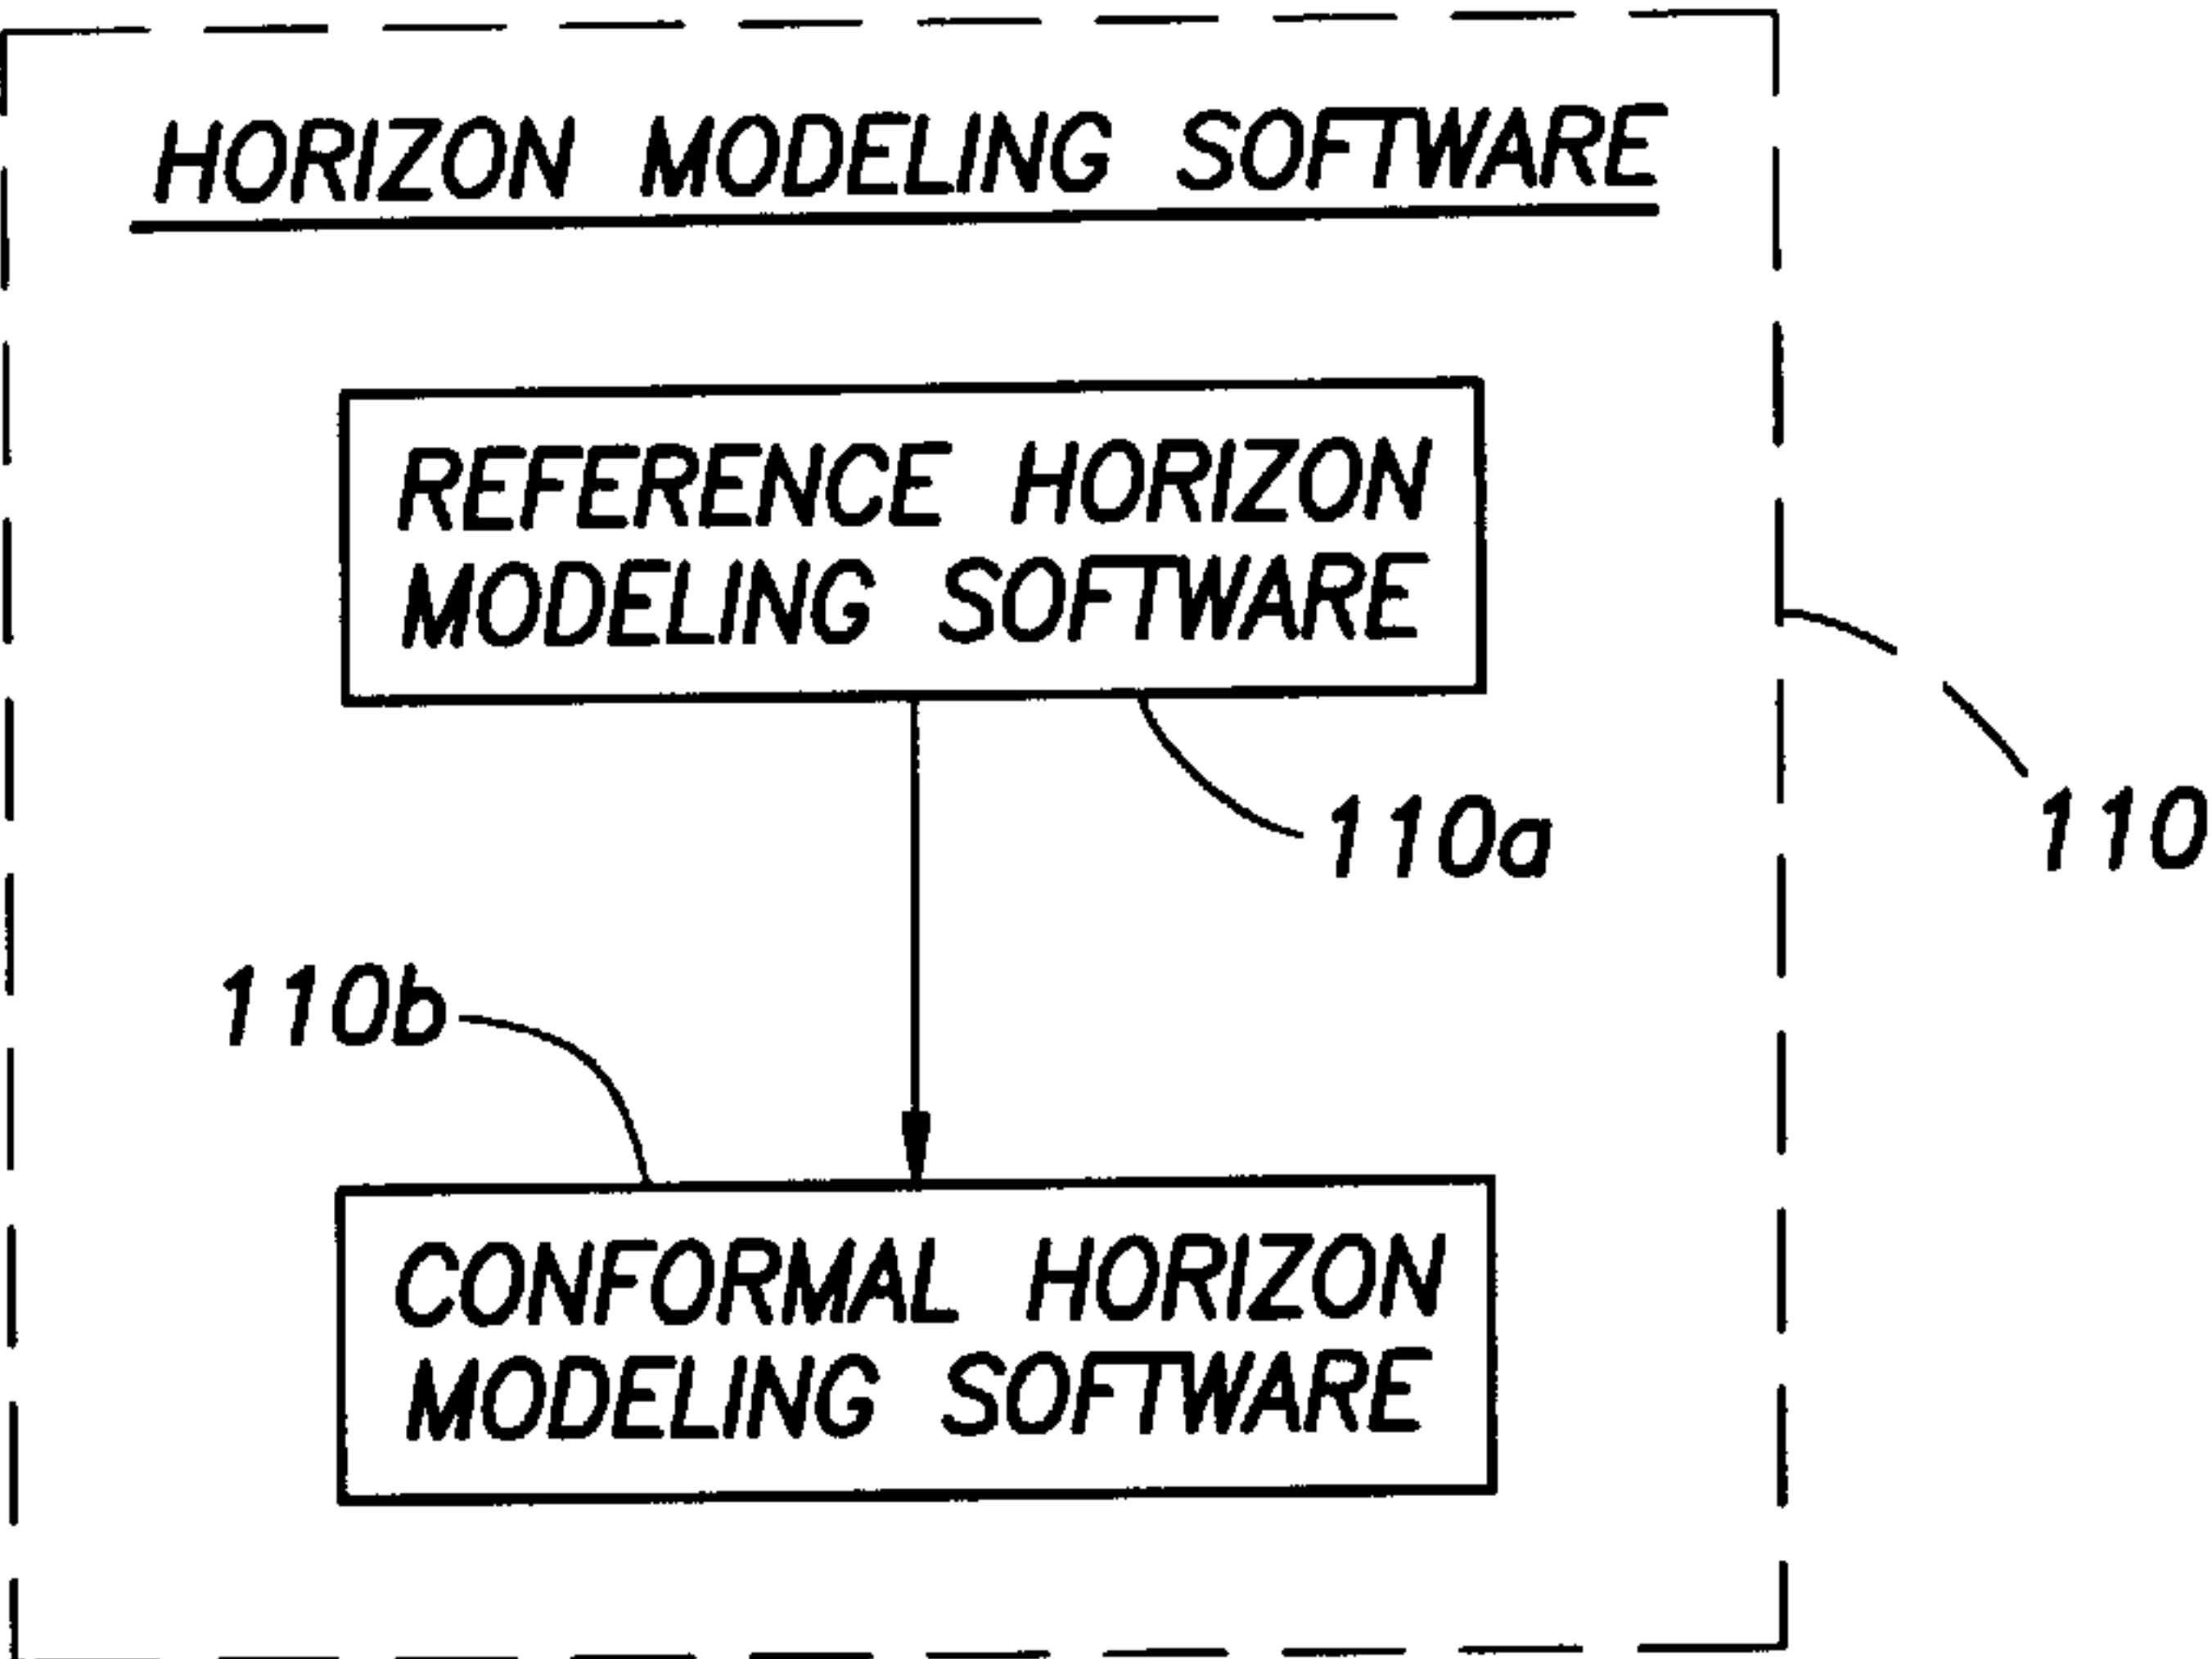 HORIZON MODELING SOFTWARE
REFERENCE HORIZON
MODELING SOFTWARE
110a
110
110b
CONFORMAL HORIZON
MODELING SOFTWARE